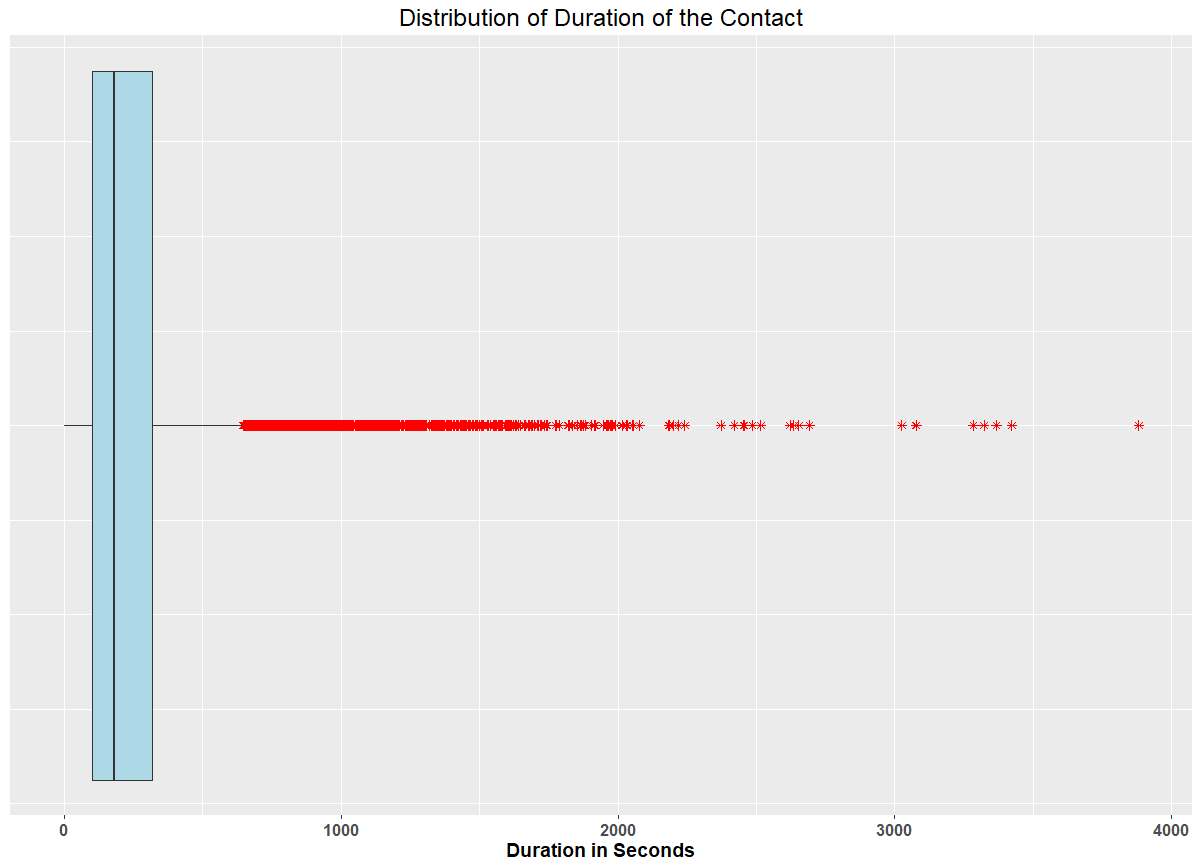 Distribution of Duration of the Contact
0 1000 2000 3000 4000
Duration in Seconds